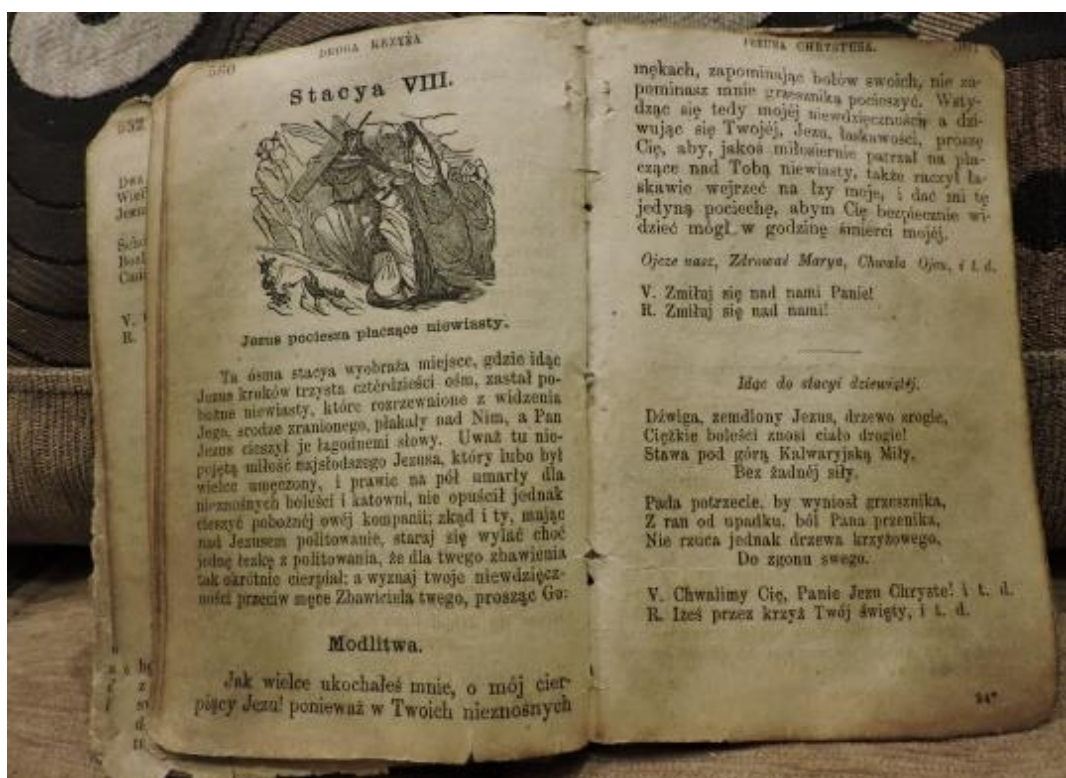 560
DROGA KRZYŻA
Stacya VIII.
Jezus pociesza płaczące niewiasty.
Ta ósma stacya wyobraża miejsce, gdzie idąc
Jezus kroków trzysta cztérdzieści ośm, zastał po-
bożne niewiasty, które rozrzewnione z widzenia
Jego, srodze zranionego, płakały nad Nim, a Pan
Jezus cieszył je łagodnemi słowy. Uważ tu nie-
pojętą miłość najsłodszego Jezusa, który lubo był
wielce umęczony, i prawie na pół umarły dla
nieznośnych boleści i katowni, nie opuścił jednak
cieszyć pobożnéj owéj kompanii; zkąd i ty, mając
nad Jezusem politowanie, staraj się wylać choć
jednę łezkę z politowania, że dla twego zbawienia
tak okrótnie cierpiał; a wyznaj twoje niewdzięcz-
ności przeciw męce Zbawiciela twego, prosząc Go:
Modlitwa.
Jak wielce ukochałeś mnie, o mój cier-
piący Jezu! ponieważ w Twoich nieznośnych
JEZUSA CHRYSTUSA.
mękach, zapominając bolów swoich, nie za-
pominasz mnie grzesznika pocieszyć. Wsty-
dząc się tedy mojéj niewdzięczności, a dzi-
wując się Twojéj, Jezu, łaskawości, proszę
Cię, aby, jakoś miłosiernie patrzał na pła-
czące nad Tobą niewiasty, także raczył ła-
skawie wejrzeć na łzy moje, i dać mi tę
jedyną pociechę, abym Cię bezpiecznie wi-
dzieć mógł w godzinę śmierci mojéj.
Ojcze nasz, Zdrowaś Marya, Chwała Ojcu, i t. d.
V. Zmiłuj się nad nami Panie!
R. Zmiłuj się nad nami!
Idąc do stacyi dziewiątéj.
Dźwiga, zemdlony Jezus, drzewo srogie,
Ciężkie boleści znosi ciało drogie!
Stawa pod górą Kalwaryjską Miły,
Bez żadnéj siły.
Pada potrzecie, by wyniosł grzesznika,
Z ran od upadku, ból Pana przenika,
Nie rzuca jednak drzewa krzyżowego,
Do zgonu swego.
V. Chwalimy Cię, Panie Jezu Chryste! i t. d.
R. Iżeś przez krzyż Twój święty, i t. d.
24*